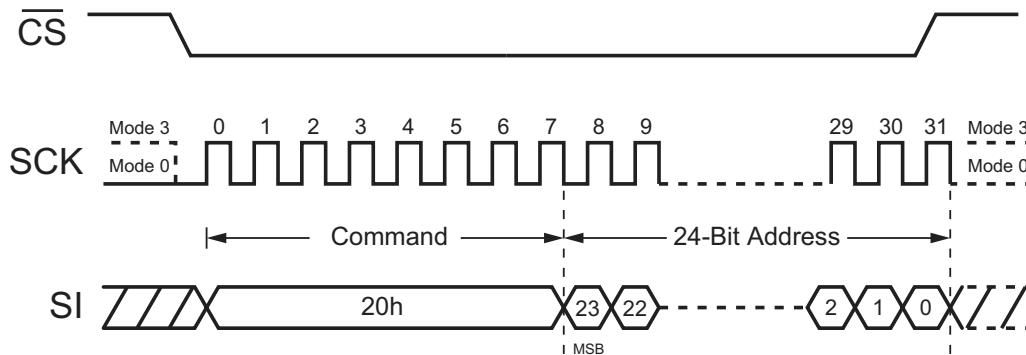 CS
Mode 3 0 1 2 3 4 5 6 7 8 9 29 30 31 Mode 3
SCK
Mode 0 Mode 0
Command 24-Bit Address
SI 20h 23 22 2 1 0
MSB